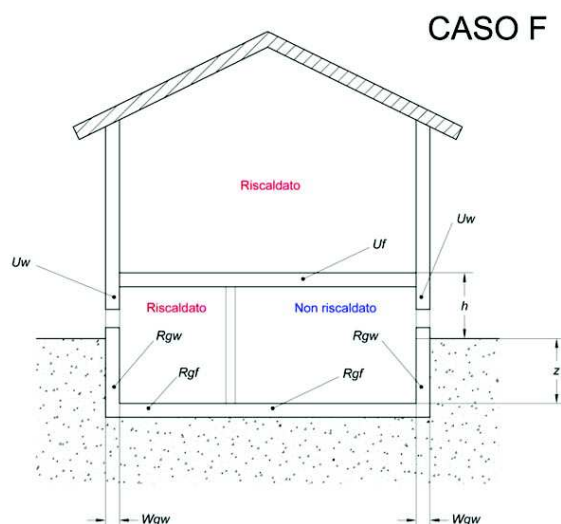 CASO F
Riscaldato
Uw
Uf
Uw
Riscaldato
Non riscaldato
h
Rgw
Rgw
Rgf
Rgf
z
Wgw
Wgw